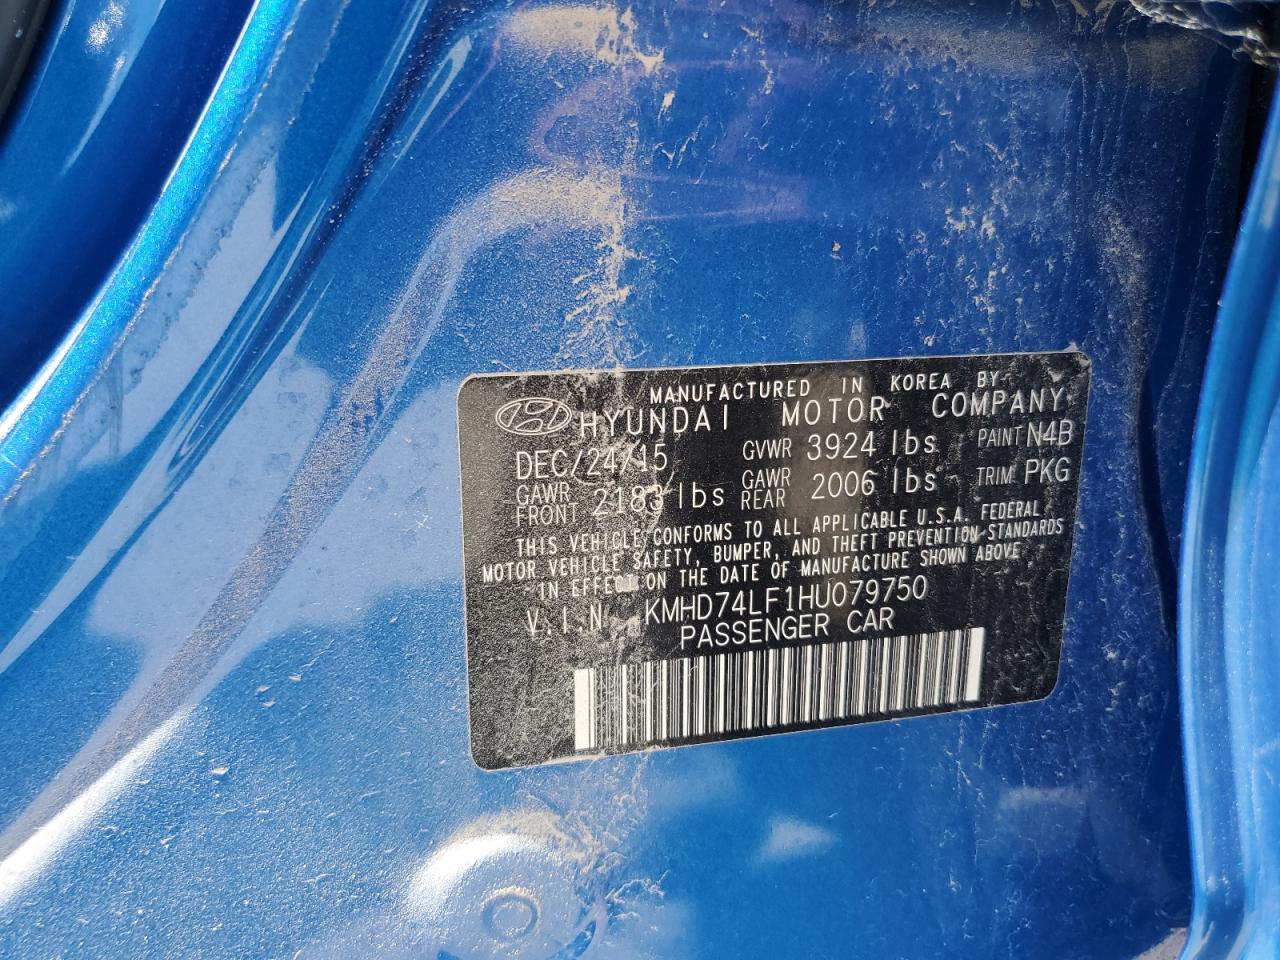 MANUFACTURED IN KOREA BY
HYUNDAI MOTOR COMPANY
DEC/24/15 GVWR 3924 lbs PAINT N4B
GAWR FRONT 2183 lbs GAWR REAR 2006 lbs TRIM PKG
THIS VEHICLE CONFORMS TO ALL APPLICABLE U.S.A. FEDERAL
MOTOR VEHICLE SAFETY, BUMPER, AND THEFT PREVENTION STANDARDS
IN EFFECT ON THE DATE OF MANUFACTURE SHOWN ABOVE
V.I.N. KMHD74LF1HU079750
PASSENGER CAR